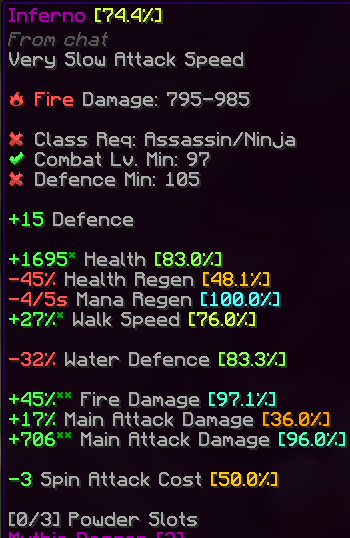 Inferno [74.4%]
From chat
Very Slow Attack Speed
Fire Damage: 795-985
✖ Class Req: Assassin/Ninja
✔ Combat Lv. Min: 97
✖ Defence Min: 105
+15 Defence
+1695* Health [83.0%]
-45% Health Regen [48.1%]
-4/5s Mana Regen [100.0%]
+27%* Walk Speed [76.0%]
-32% Water Defence [83.3%]
+45%** Fire Damage [97.1%]
+17% Main Attack Damage [36.0%]
+706** Main Attack Damage [96.0%]
-3 Spin Attack Cost [50.0%]
[0/3] Powder Slots
Mythic Dagger [2]